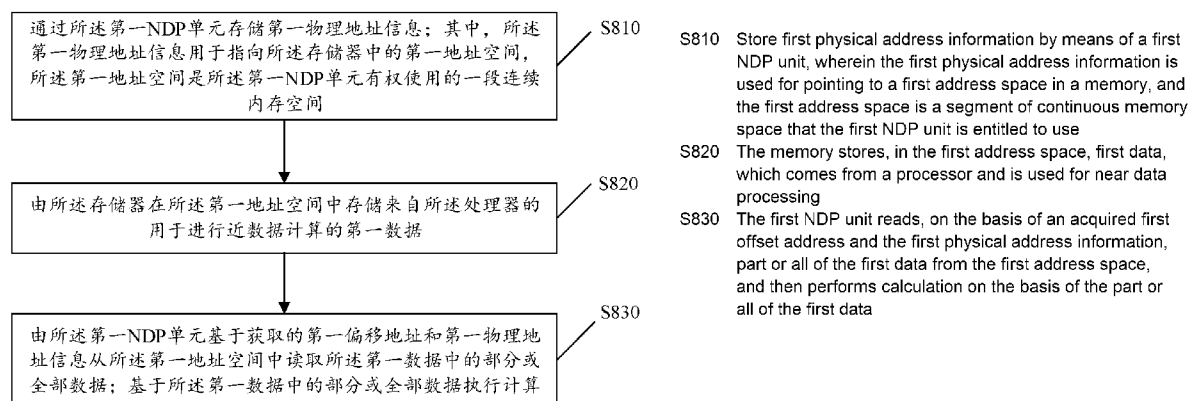 通过所述第一NDP单元存储第一物理地址信息；其中，所述
第一物理地址信息用于指向所述存储器中的第一地址空间，
所述第一地址空间是所述第一NDP单元有权使用的一段连续
内存空间
S810
由所述存储器在所述第一地址空间中存储来自所述处理器的
用于进行近数据计算的第一数据
S820
由所述第一NDP单元基于获取的第一偏移地址和第一物理地
址信息从所述第一地址空间中读取所述第一数据中的部分或
全部数据；基于所述第一数据中的部分或全部数据执行计算
S830
S810 Store first physical address information by means of a first
NDP unit, wherein the first physical address information is
used for pointing to a first address space in a memory, and
the first address space is a segment of continuous memory
space that the first NDP unit is entitled to use
S820 The memory stores, in the first address space, first data,
which comes from a processor and is used for near data
processing
S830 The first NDP unit reads, on the basis of an acquired first
offset address and the first physical address information,
part or all of the first data from the first address space,
and then performs calculation on the basis of the part or
all of the first data